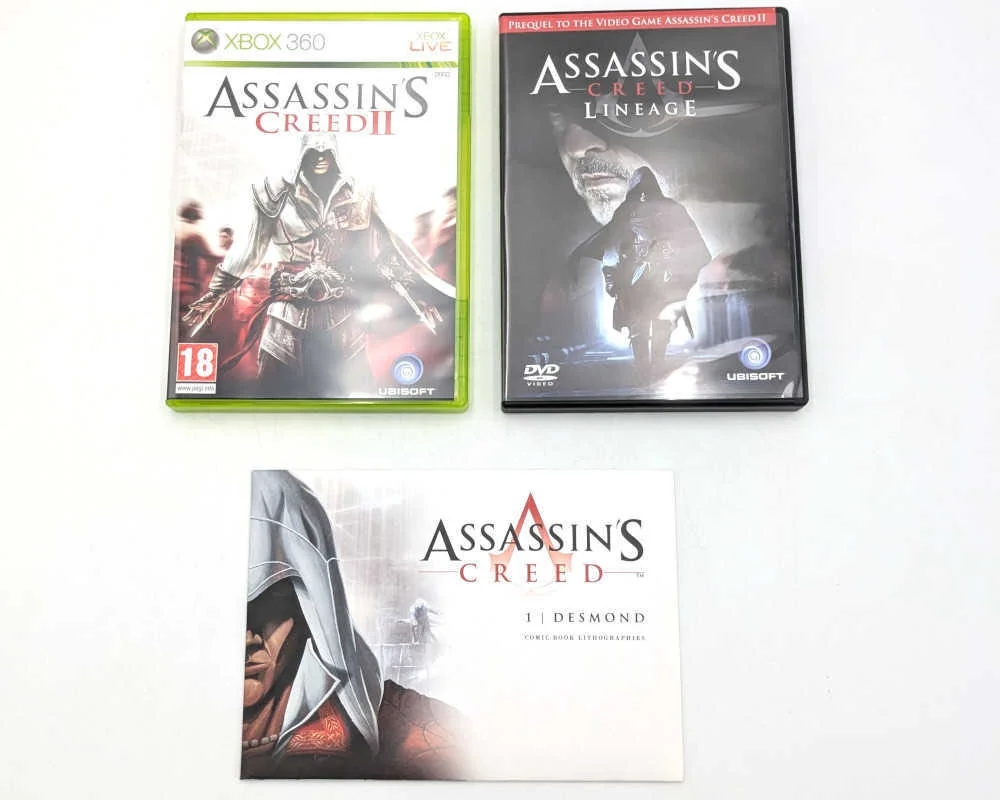 XBOX 360
XBOX
LIVE
ASSASSIN'S
CREED II
18
www.pegi.info
UBISOFT
PREQUEL TO THE VIDEO GAME ASSASSIN'S CREED II
ASSASSIN'S
CREED
LINEAGE
DVD
VIDEO
UBISOFT
ASSASSIN'S
CREED™
1 | DESMOND
COMIC BOOK LITHOGRAPHIES